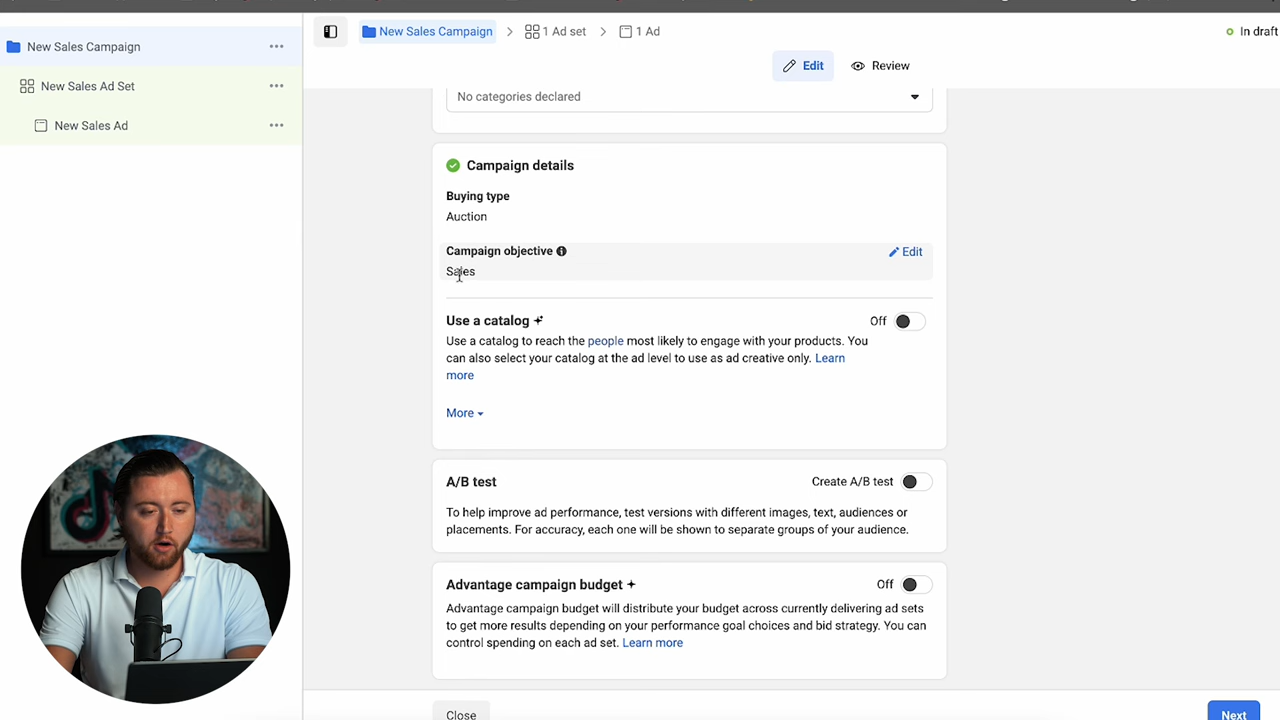 New Sales Campaign
New Sales Ad Set
New Sales Ad
New Sales Campaign
1 Ad set
1 Ad
In draft
Edit
Review
No categories declared
Campaign details
Buying type
Auction
Campaign objective
Edit
Sales
Use a catalog
Off
Use a catalog to reach the people most likely to engage with your products. You
can also select your catalog at the ad level to use as ad creative only. Learn
more
More
A/B test
Create A/B test
To help improve ad performance, test versions with different images, text, audiences or
placements. For accuracy, each one will be shown to separate groups of your audience.
Advantage campaign budget
Off
Advantage campaign budget will distribute your budget across currently delivering ad sets
to get more results depending on your performance goal choices and bid strategy. You can
control spending on each ad set. Learn more
Close
Next